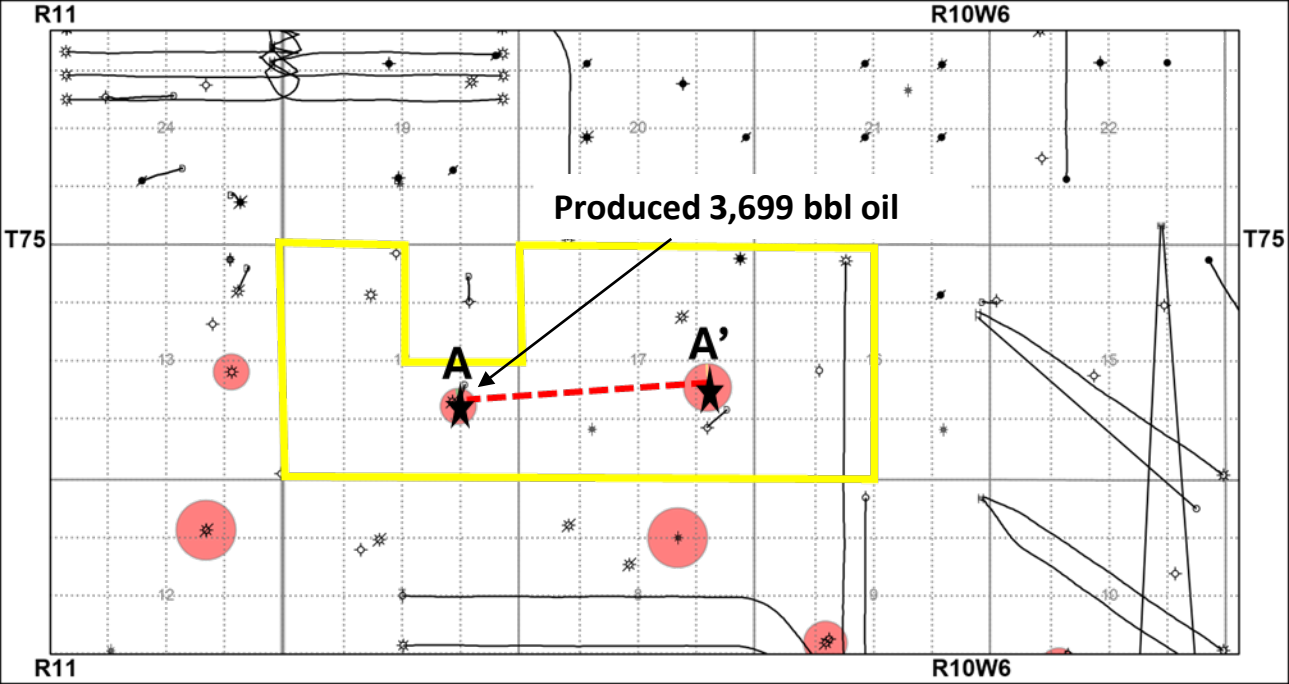 R11 R10W6
24 19 20 21 22
Produced 3,699 bbl oil
T75 T75
A’
13 17 15
A
12 8 9 10
R11 R10W6